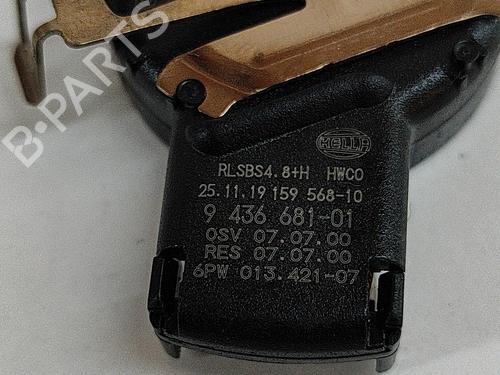 B-PARTS
HELLA
RLSBS4.8+H HWCO
25.11.19 159 568-10
9 436 681-01
OSV 07.07.00
RES 07.07.00
6PW 013.421-07